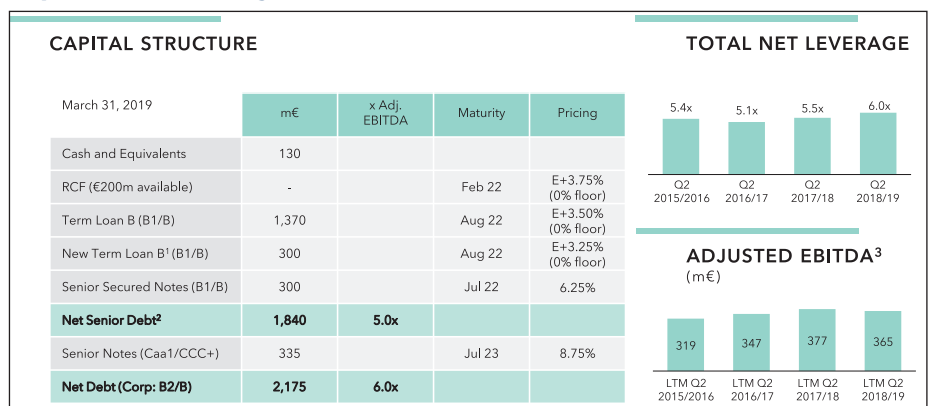 CAPITAL STRUCTURE
March 31, 2019
m€
x Adj.
EBITDA
Maturity
Pricing
Cash and Equivalents 130
RCF (€200m available) - Feb 22 E+3.75%
(0% floor)
Term Loan B (B1/B) 1,370 Aug 22 E+3.50%
(0% floor)
New Term Loan B¹ (B1/B) 300 Aug 22 E+3.25%
(0% floor)
Senior Secured Notes (B1/B) 300 Jul 22 6.25%
Net Senior Debt² 1,840 5.0x
Senior Notes (Caa1/CCC+) 335 Jul 23 8.75%
Net Debt (Corp: B2/B) 2,175 6.0x
TOTAL NET LEVERAGE
5.4x 5.1x 5.5x 6.0x
Q2 Q2 Q2 Q2
2015/2016 2016/17 2017/18 2018/19
ADJUSTED EBITDA³
(m€)
319 347 377 365
LTM Q2 LTM Q2 LTM Q2 LTM Q2
2015/2016 2016/17 2017/18 2018/19